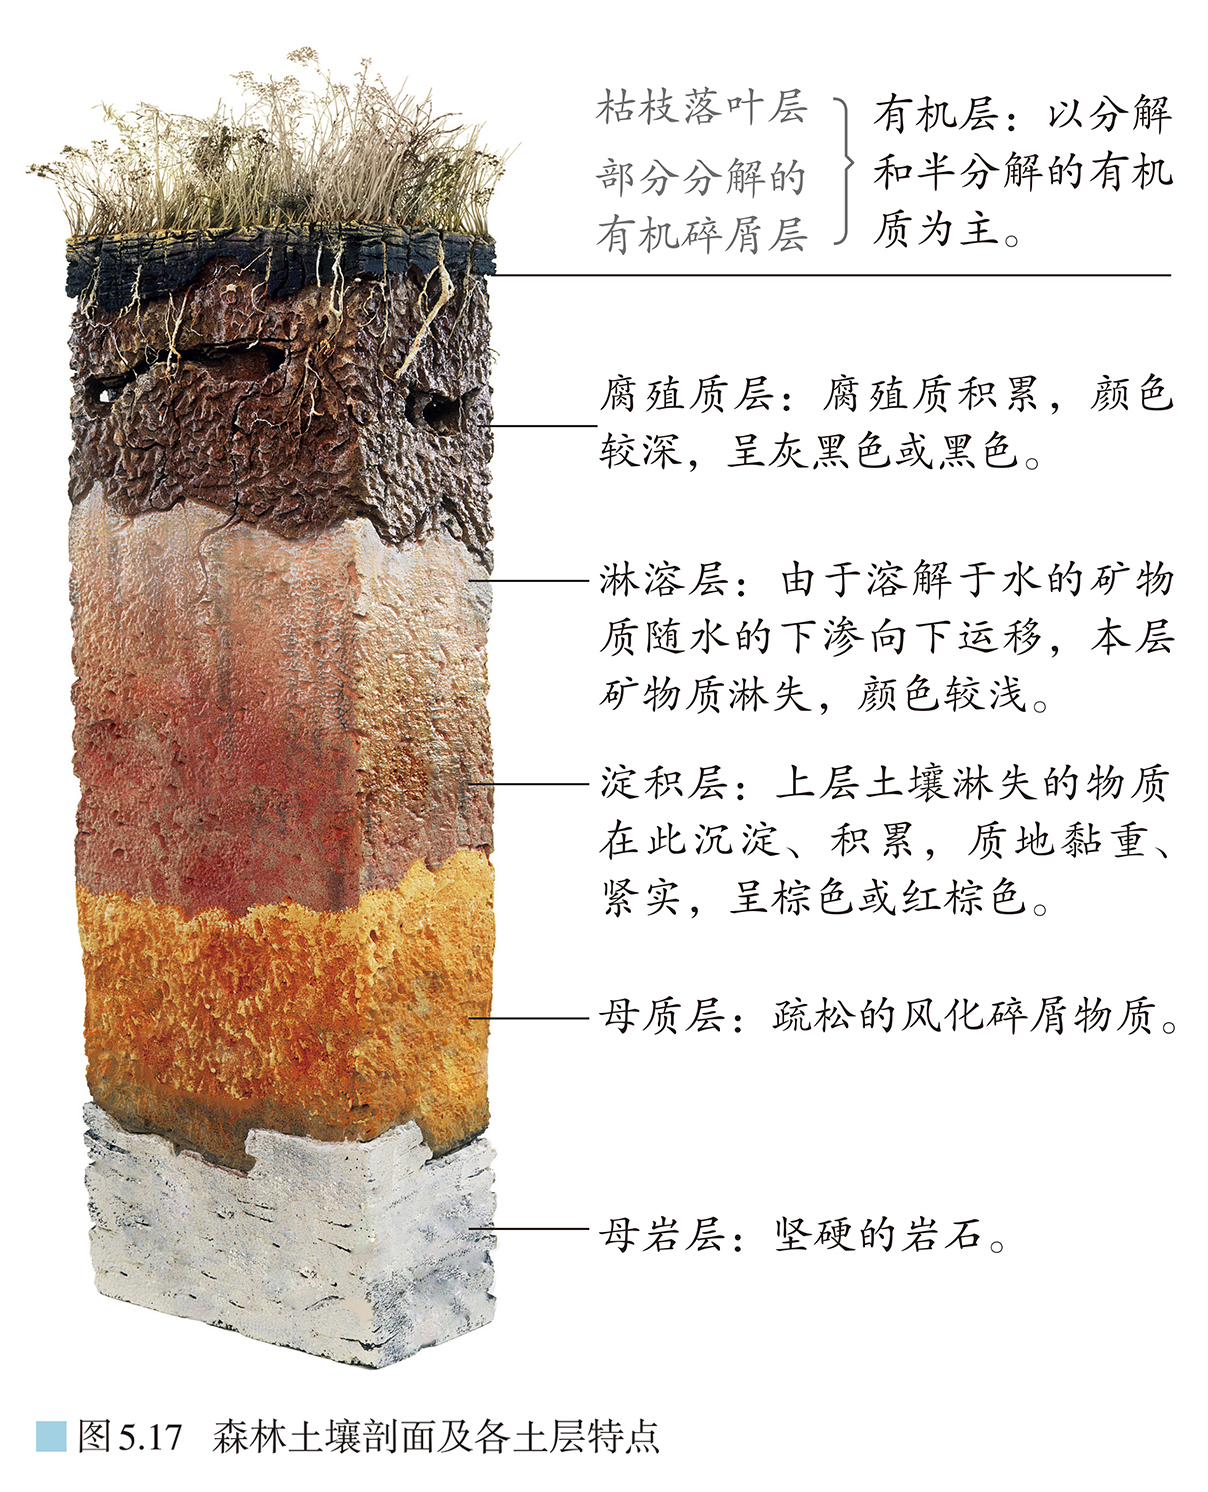 枯枝落叶层
部分分解的
有机碎屑层
有机层：以分解
和半分解的有机
质为主。
腐殖质层：腐殖质积累，颜色
较深，呈灰黑色或黑色。
淋溶层：由于溶解于水的矿物
质随水的下渗向下运移，本层
矿物质淋失，颜色较浅。
淀积层：上层土壤淋失的物质
在此沉淀、积累，质地黏重、
紧实，呈棕色或红棕色。
母质层：疏松的风化碎屑物质。
母岩层：坚硬的岩石。
图5.17 森林土壤剖面及各土层特点